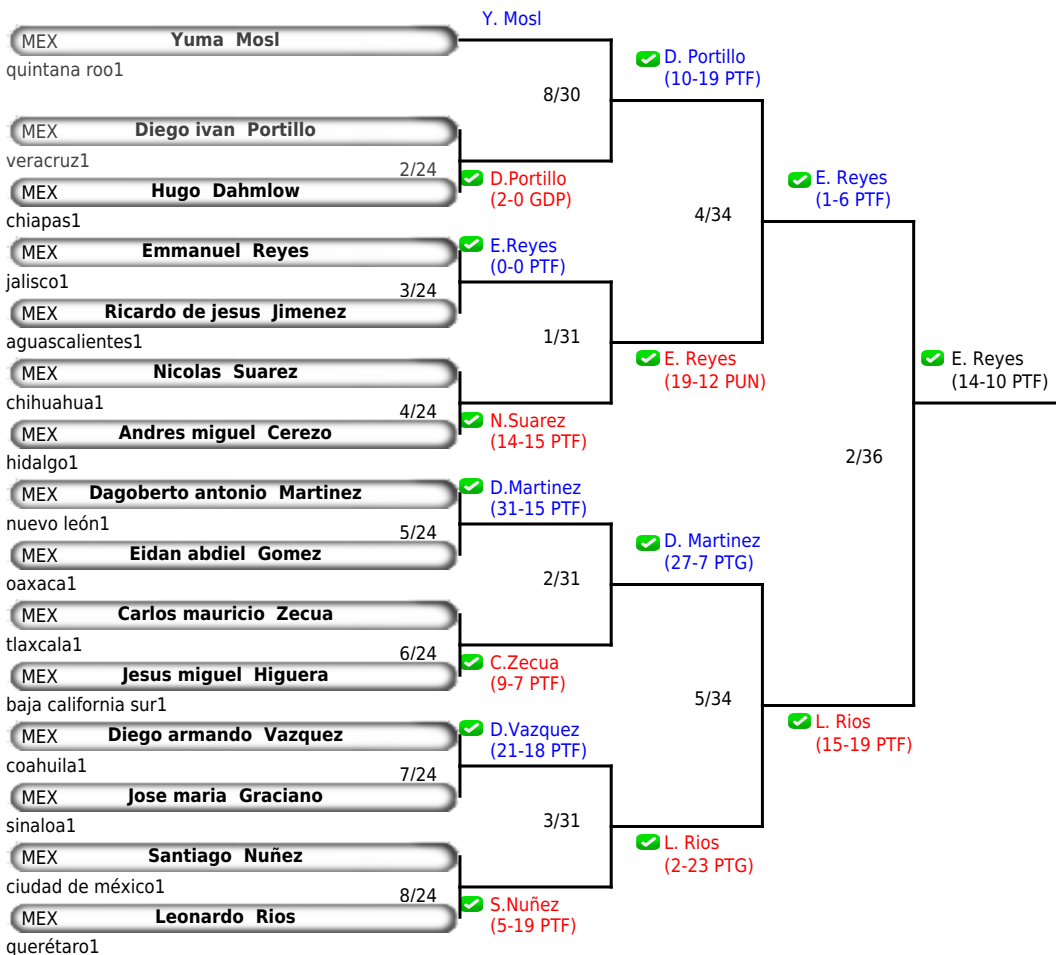 Y. Mosl
MEX Yuma Mosl
quintana roo1
D. Portillo
(10-19 PTF)
8/30
MEX Diego ivan Portillo
veracruz1
2/24
D.Portillo
(2-0 GDP)
MEX Hugo Dahmlow
chiapas1
E. Reyes
(1-6 PTF)
4/34
MEX Emmanuel Reyes
jalisco1
E.Reyes
(0-0 PTF)
3/24
MEX Ricardo de jesus Jimenez
aguascalientes1
1/31
E. Reyes
(19-12 PUN)
E. Reyes
(14-10 PTF)
MEX Nicolas Suarez
chihuahua1
4/24
N.Suarez
(14-15 PTF)
MEX Andres miguel Cerezo
hidalgo1
2/36
MEX Dagoberto antonio Martinez
nuevo león1
D.Martinez
(31-15 PTF)
5/24
MEX Eidan abdiel Gomez
oaxaca1
D. Martinez
(27-7 PTG)
2/31
MEX Carlos mauricio Zecua
tlaxcala1
6/24
C.Zecua
(9-7 PTF)
MEX Jesus miguel Higuera
baja california sur1
5/34
L. Rios
(15-19 PTF)
MEX Diego armando Vazquez
coahuila1
D.Vazquez
(21-18 PTF)
7/24
MEX Jose maria Graciano
sinaloa1
3/31
L. Rios
(2-23 PTG)
MEX Santiago Nuñez
ciudad de méxico1
8/24
S.Nuñez
(5-19 PTF)
MEX Leonardo Rios
querétaro1